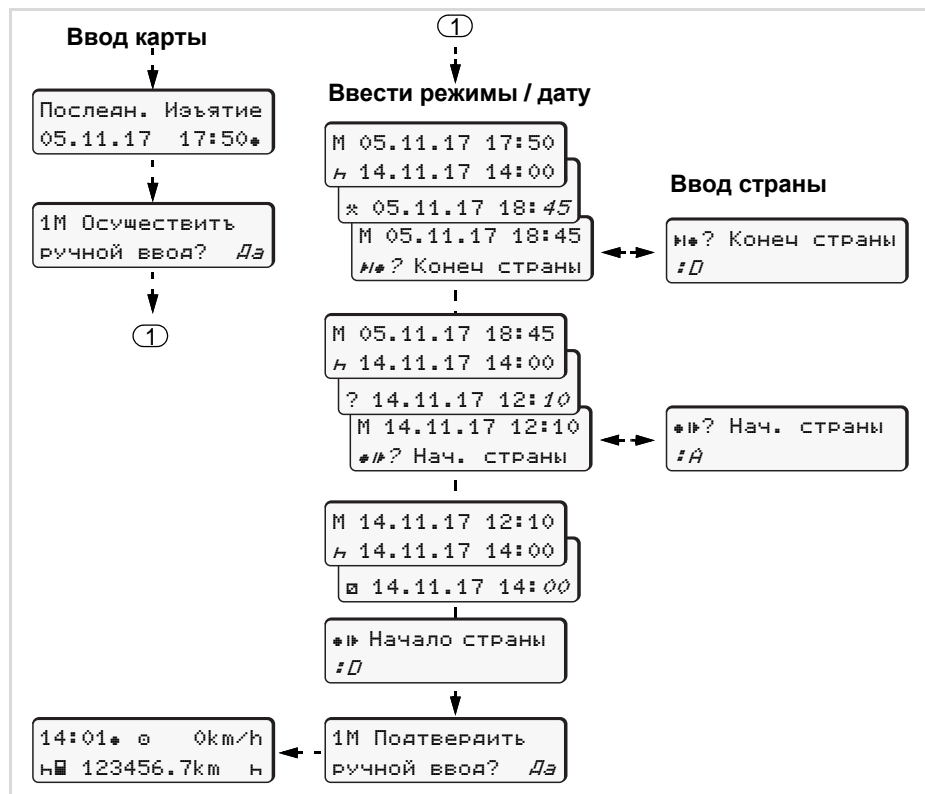 Ввод карты
Последн. Изъятие
05.11.17 17:50
1М Осуществить
ручной ввод? Да
1
1
Ввести режимы / дату
М 05.11.17 17:50
14.11.17 14:00
05.11.17 18:45
М 05.11.17 18:45
? Конец страны
Ввод страны
? Конец страны
:D
М 05.11.17 18:45
14.11.17 14:00
? 14.11.17 12:10
М 14.11.17 12:10
? Нач. страны
? Нач. страны
:A
М 14.11.17 12:10
14.11.17 14:00
14.11.17 14:00
Начало страны
:D
1М Подтвердить
ручной ввод? Да
14:01 0km/h
123456.7km